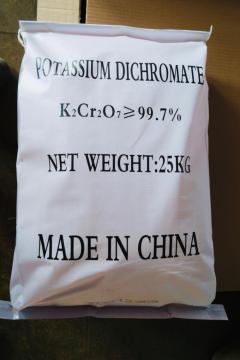 POTASSIUM DICHROMATE
K₂Cr₂O₇≥99.7%
NET WEIGHT:25KG
MADE IN CHINA